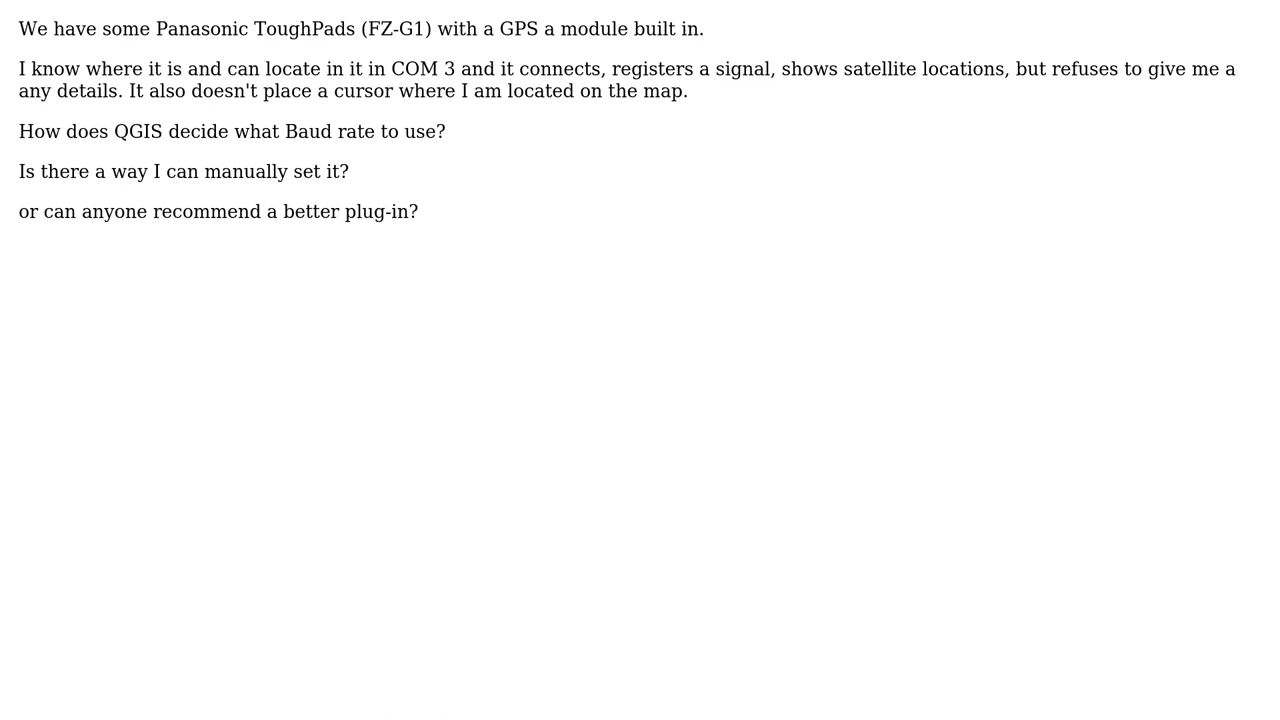 We have some Panasonic ToughPads (FZ-G1) with a GPS a module built in.
I know where it is and can locate in it in COM 3 and it connects, registers a signal, shows satellite locations, but refuses to give me a
any details. It also doesn't place a cursor where I am located on the map.
How does QGIS decide what Baud rate to use?
Is there a way I can manually set it?
or can anyone recommend a better plug-in?